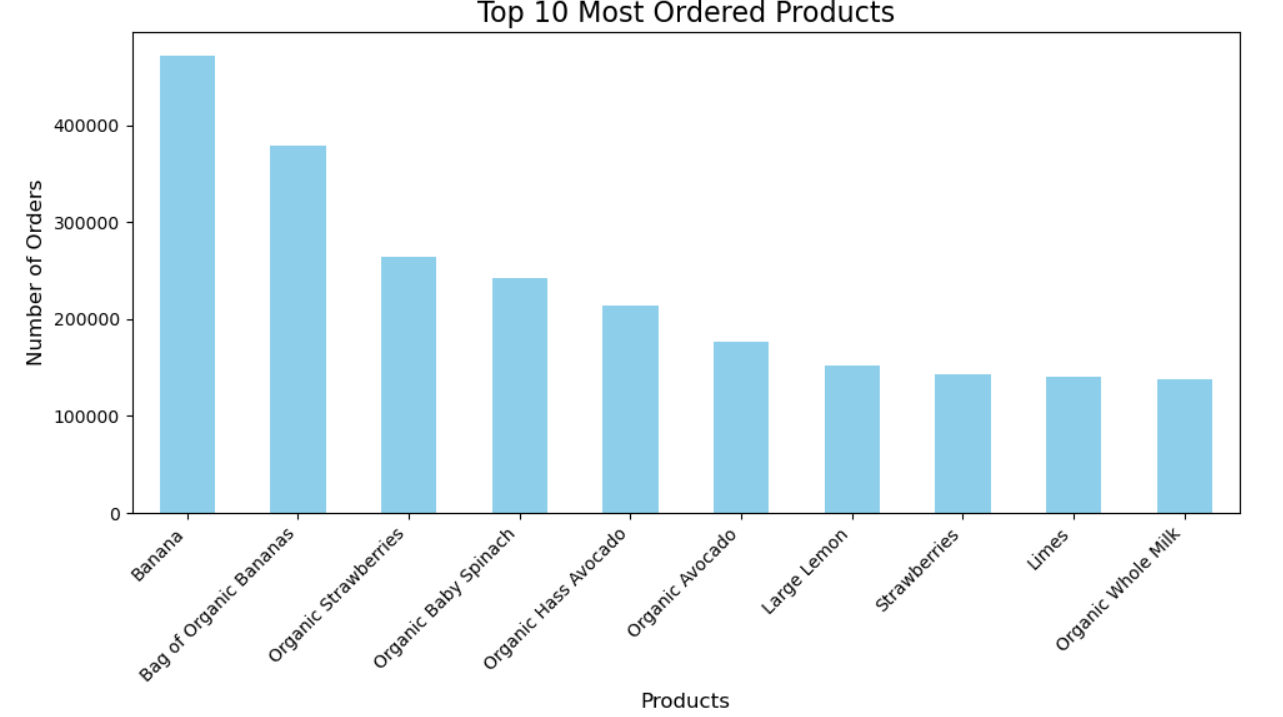 Top 10 Most Ordered Products
Number of Orders
400000
300000
200000
100000
0
Banana
Bag of Organic Bananas
Organic Strawberries
Organic Baby Spinach
Organic Hass Avocado
Organic Avocado
Large Lemon
Strawberries
Limes
Organic Whole Milk
Products